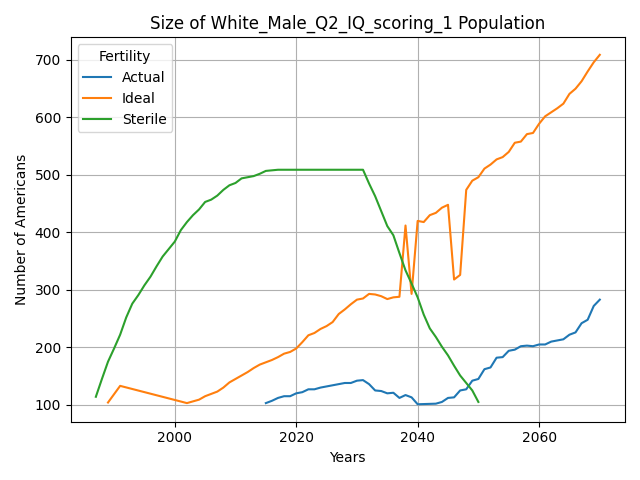 Size of White_Male_Q2_IQ_scoring_1 Population
Fertility
Actual
Ideal
Sterile
Number of Americans
700
600
500
400
300
200
100
2000
2020
2040
2060
Years